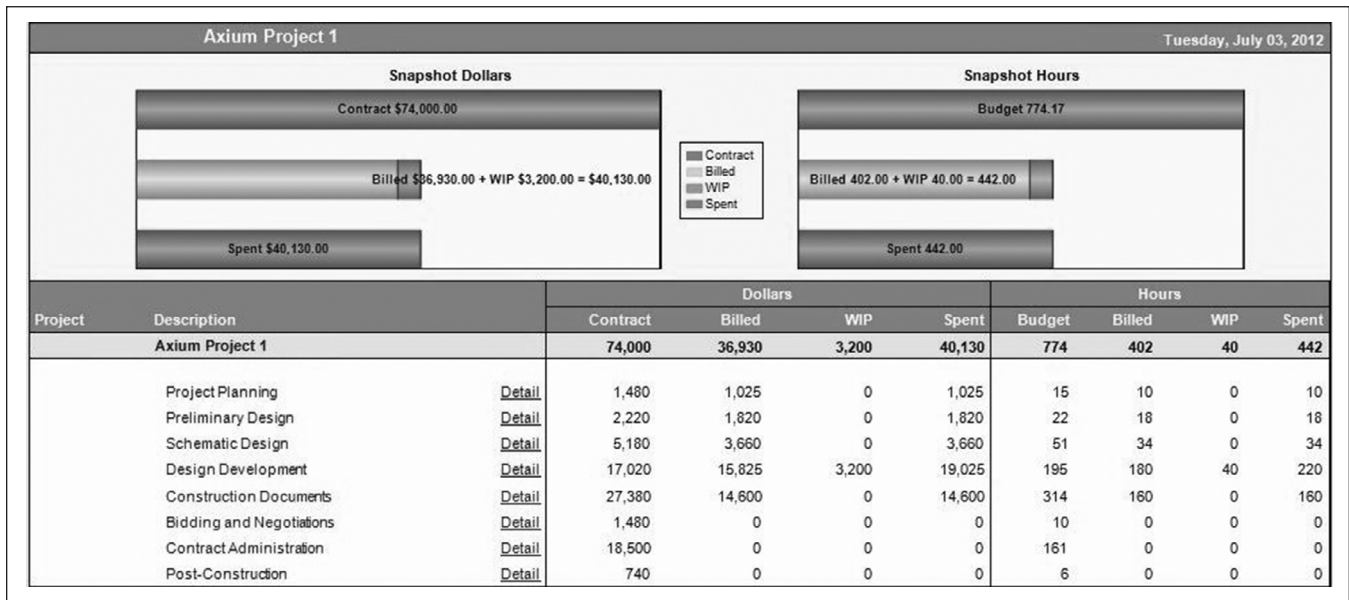 Axium Project 1 Tuesday, July 03, 2012
Snapshot Dollars Snapshot Hours
Contract $74,000.00 Budget 774.17
Contract
Billed
WIP
Spent
Billed $36,930.00 + WIP $3,200.00 = $40,130.00 Billed 402.00 + WIP 40.00 = 442.00
Spent $40,130.00 Spent 442.00
Dollars Hours
Project Description Contract Billed WIP Spent Budget Billed WIP Spent
Axium Project 1 74,000 36,930 3,200 40,130 774 402 40 442
Project Planning Detail 1,480 1,025 0 1,025 15 10 0 10
Preliminary Design Detail 2,220 1,820 0 1,820 22 18 0 18
Schematic Design Detail 5,180 3,660 0 3,660 51 34 0 34
Design Development Detail 17,020 15,825 3,200 19,025 195 180 40 220
Construction Documents Detail 27,380 14,600 0 14,600 314 160 0 160
Bidding and Negotiations Detail 1,480 0 0 0 10 0 0 0
Contract Administration Detail 18,500 0 0 0 161 0 0 0
Post-Construction Detail 740 0 0 0 6 0 0 0